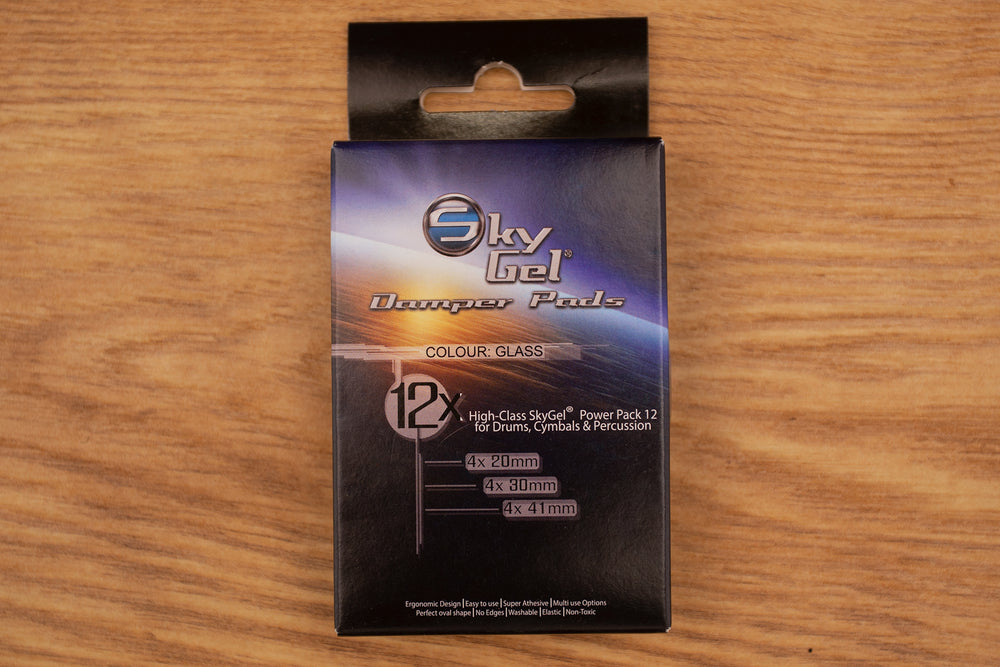 Sky
Gel®
Damper Pads
COLOUR: GLASS
12x
High-Class SkyGel® Power Pack 12
for Drums, Cymbals & Percussion
4x 20mm
4x 30mm
4x 41mm
Ergonomic Design | Easy to use | Super Athesive | Multi use Options
Perfect oval shape | No Edges | Washable | Elastic | Non-Toxic